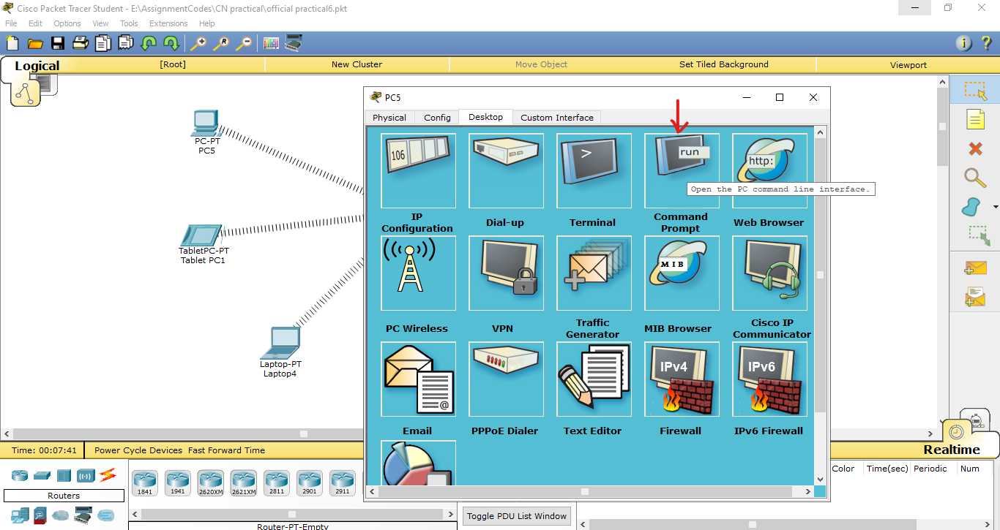 Cisco Packet Tracer Student - E:\AssignmentCodes\CN practical\official practical6.pkt
File Edit Options View Tools Extensions Help
Logical
[Root]
New Cluster
Move Object
Set Tiled Background
Viewport
PC-PT
PC5
TabletPC-PT
Tablet PC1
Laptop-PT
Laptop4
PC5
Physical Config Desktop Custom Interface
106
>
run
http:
Open the PC command line interface.
IP
Configuration
Dial-up
Terminal
Command
Prompt
Web Browser
MIB
PC Wireless
VPN
Traffic
Generator
MIB Browser
Cisco IP
Communicator
@
IPv4
IPv6
Email
PPPoE Dialer
Text Editor
Firewall
IPv6 Firewall
Time: 00:07:41
Power Cycle Devices Fast Forward Time
Realtime
Routers
1841 1941 2620XM 2621XM 2811 2901 2911
Router-PT-Empty
Toggle PDU List Window
Color Time(sec) Periodic Num